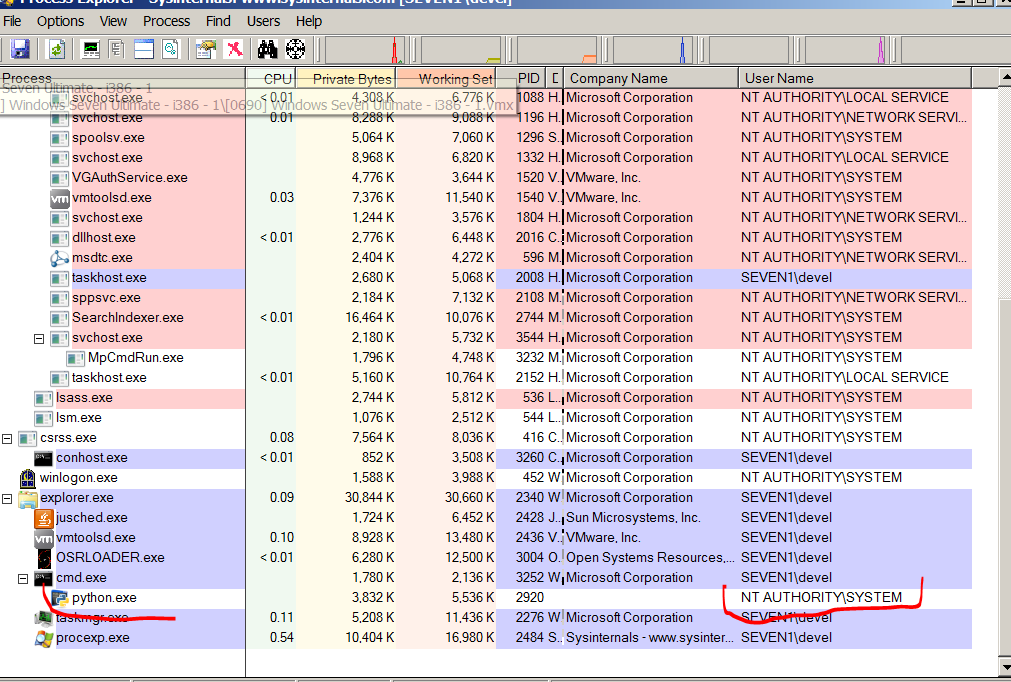 Process Explorer - Sysinternals: www.sysinternals.com [SEVEN1\devel]
File Options View Process Find Users Help
Process CPU Private Bytes Working Set PID D Company Name User Name
Seven Ultimate - i386 - 1
] Windows Seven Ultimate - i386 - 1\[0690] Windows Seven Ultimate - i386 - 1.vmx
svchost.exe < 0.01 4,308 K 6,776 K 1088 H. Microsoft Corporation NT AUTHORITY\LOCAL SERVICE
svchost.exe 0.01 8,288 K 9,088 K 1196 H. Microsoft Corporation NT AUTHORITY\NETWORK SERVI...
spoolsv.exe 5,064 K 7,060 K 1296 S. Microsoft Corporation NT AUTHORITY\SYSTEM
svchost.exe 8,968 K 6,820 K 1332 H. Microsoft Corporation NT AUTHORITY\LOCAL SERVICE
VGAuthService.exe 4,776 K 3,644 K 1520 V. VMware, Inc. NT AUTHORITY\SYSTEM
vmtoolsd.exe 0.03 7,376 K 11,540 K 1540 V. VMware, Inc. NT AUTHORITY\SYSTEM
svchost.exe 1,244 K 3,576 K 1804 H. Microsoft Corporation NT AUTHORITY\NETWORK SERVI...
dllhost.exe < 0.01 2,776 K 6,448 K 2016 C. Microsoft Corporation NT AUTHORITY\SYSTEM
msdtc.exe 2,404 K 4,272 K 596 M. Microsoft Corporation NT AUTHORITY\NETWORK SERVI...
taskhost.exe 2,680 K 5,068 K 2008 H. Microsoft Corporation SEVEN1\devel
sppsvc.exe 2,184 K 7,132 K 2108 M. Microsoft Corporation NT AUTHORITY\NETWORK SERVI...
SearchIndexer.exe < 0.01 16,464 K 10,076 K 2744 M. Microsoft Corporation NT AUTHORITY\SYSTEM
svchost.exe 2,180 K 5,732 K 3544 H. Microsoft Corporation NT AUTHORITY\SYSTEM
MpCmdRun.exe 1,796 K 4,748 K 3232 M. Microsoft Corporation NT AUTHORITY\SYSTEM
taskhost.exe < 0.01 5,160 K 10,764 K 2152 H. Microsoft Corporation NT AUTHORITY\LOCAL SERVICE
lsass.exe 2,744 K 5,812 K 536 L.. Microsoft Corporation NT AUTHORITY\SYSTEM
lsm.exe 1,076 K 2,512 K 544 L.. Microsoft Corporation NT AUTHORITY\SYSTEM
csrss.exe 0.08 7,564 K 8,036 K 416 C. Microsoft Corporation NT AUTHORITY\SYSTEM
conhost.exe < 0.01 852 K 3,508 K 3260 C. Microsoft Corporation SEVEN1\devel
winlogon.exe 1,588 K 3,988 K 452 W Microsoft Corporation NT AUTHORITY\SYSTEM
explorer.exe 0.09 30,844 K 30,660 K 2340 W Microsoft Corporation SEVEN1\devel
jusched.exe 1,724 K 6,452 K 2428 J.. Sun Microsystems, Inc. SEVEN1\devel
vmtoolsd.exe 0.10 8,928 K 13,480 K 2436 V. VMware, Inc. SEVEN1\devel
OSRLOADER.exe < 0.01 6,280 K 12,500 K 3004 O. Open Systems Resources,... SEVEN1\devel
cmd.exe 1,780 K 2,136 K 3252 W Microsoft Corporation SEVEN1\devel
python.exe 3,832 K 5,536 K 2920 NT AUTHORITY\SYSTEM
taskmgr.exe 0.11 5,208 K 11,436 K 2276 W Microsoft Corporation SEVEN1\devel
procexp.exe 0.54 10,404 K 16,980 K 2484 S. Sysinternals - www.sysinter... SEVEN1\devel